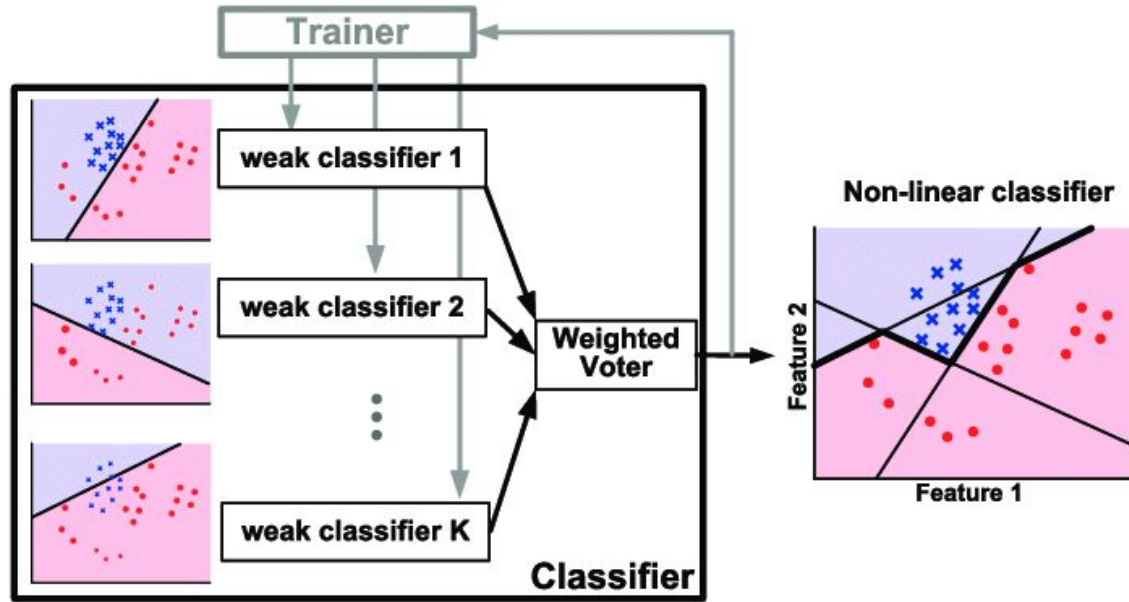 Trainer
weak classifier 1
weak classifier 2
weak classifier K
Weighted
Voter
Classifier
Non-linear classifier
Feature 2
Feature 1